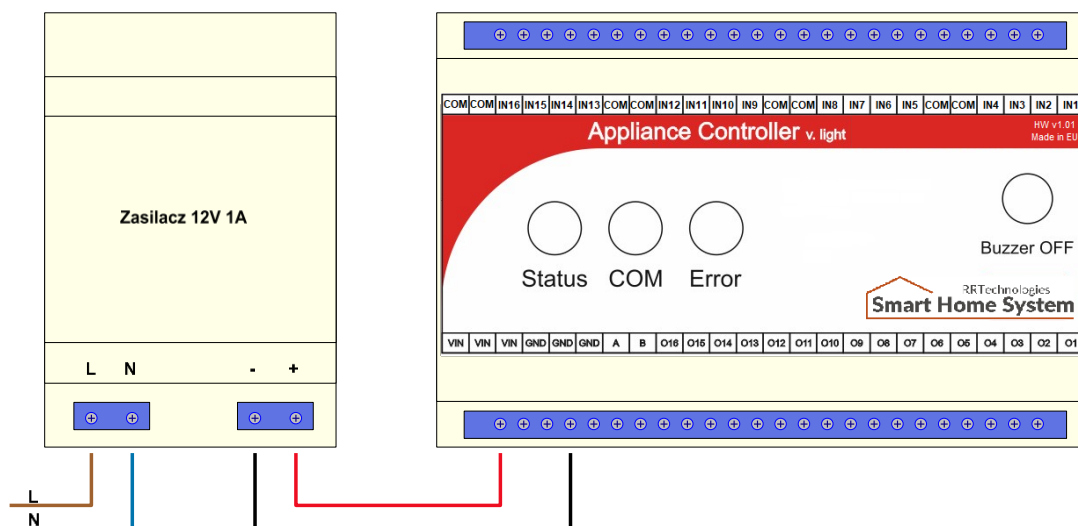 COM COM IN16 IN15 IN14 IN13 COM COM IN12 IN11 IN10 IN9 COM COM IN8 IN7 IN6 IN5 COM COM IN4 IN3 IN2 IN1
Appliance Controller v. light
HW v1.01
Made in EU
Zasilacz 12V 1A
Status COM Error
Buzzer OFF
RRTechnologies
Smart Home System
VIN VIN VIN GND GND GND A B O16 O15 O14 O13 O12 O11 O10 O9 O8 O7 O6 O5 O4 O3 O2 O1
L N - +
L
N